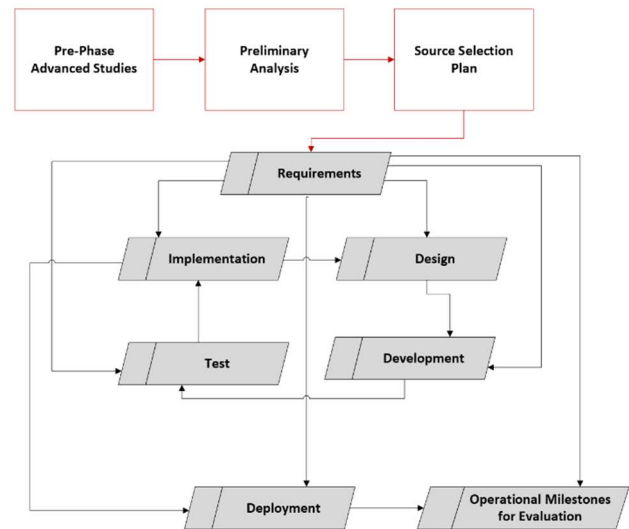 Pre-Phase
Advanced Studies
Preliminary
Analysis
Source Selection
Plan
Requirements
Implementation
Design
Test
Development
Deployment
Operational Milestones
for Evaluation